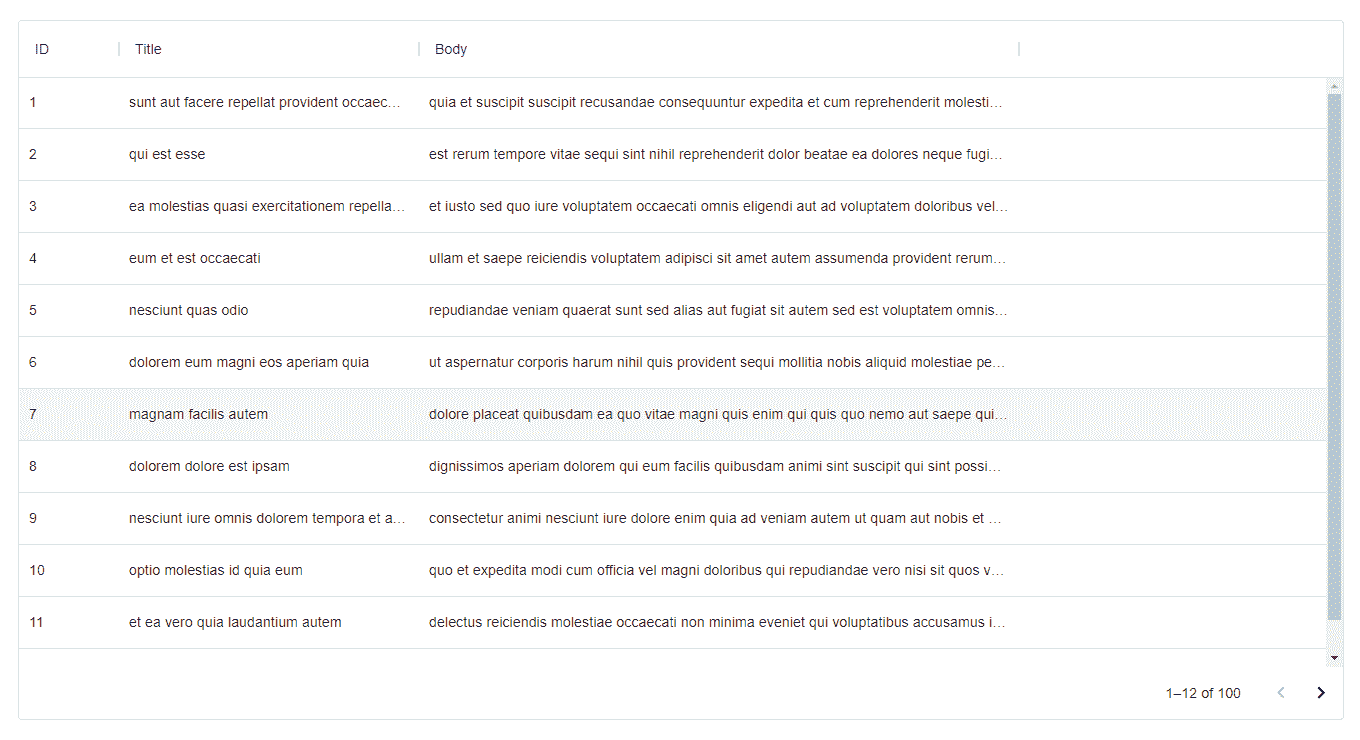 ID Title Body
1 sunt aut facere repellat provident occaec... quia et suscipit suscipit recusandae consequuntur expedita et cum reprehenderit molesti...
2 qui est esse est rerum tempore vitae sequi sint nihil reprehenderit dolor beatae ea dolores neque fugi...
3 ea molestias quasi exercitationem repella... et iusto sed quo iure voluptatem occaecati omnis eligendi aut ad voluptatem doloribus vel...
4 eum et est occaecati ullam et saepe reiciendis voluptatem adipisci sit amet autem assumenda provident rerum...
5 nesciunt quas odio repudiandae veniam quaerat sunt sed alias aut fugiat sit autem sed est voluptatem omnis...
6 dolorem eum magni eos aperiam quia ut aspernatur corporis harum nihil quis provident sequi mollitia nobis aliquid molestiae pe...
7 magnam facilis autem dolore placeat quibusdam ea quo vitae magni quis enim qui quis quo nemo aut saepe qui...
8 dolorem dolore est ipsam dignissimos aperiam dolorem qui eum facilis quibusdam animi sint suscipit qui sint possi...
9 nesciunt iure omnis dolorem tempora et a... consectetur animi nesciunt iure dolore enim quia ad veniam autem ut quam aut nobis et ...
10 optio molestias id quia eum quo et expedita modi cum officia vel magni doloribus qui repudiandae vero nisi sit quos v...
11 et ea vero quia laudantium autem delectus reiciendis molestiae occaecati non minima eveniet qui voluptatibus accusamus i...
1–12 of 100